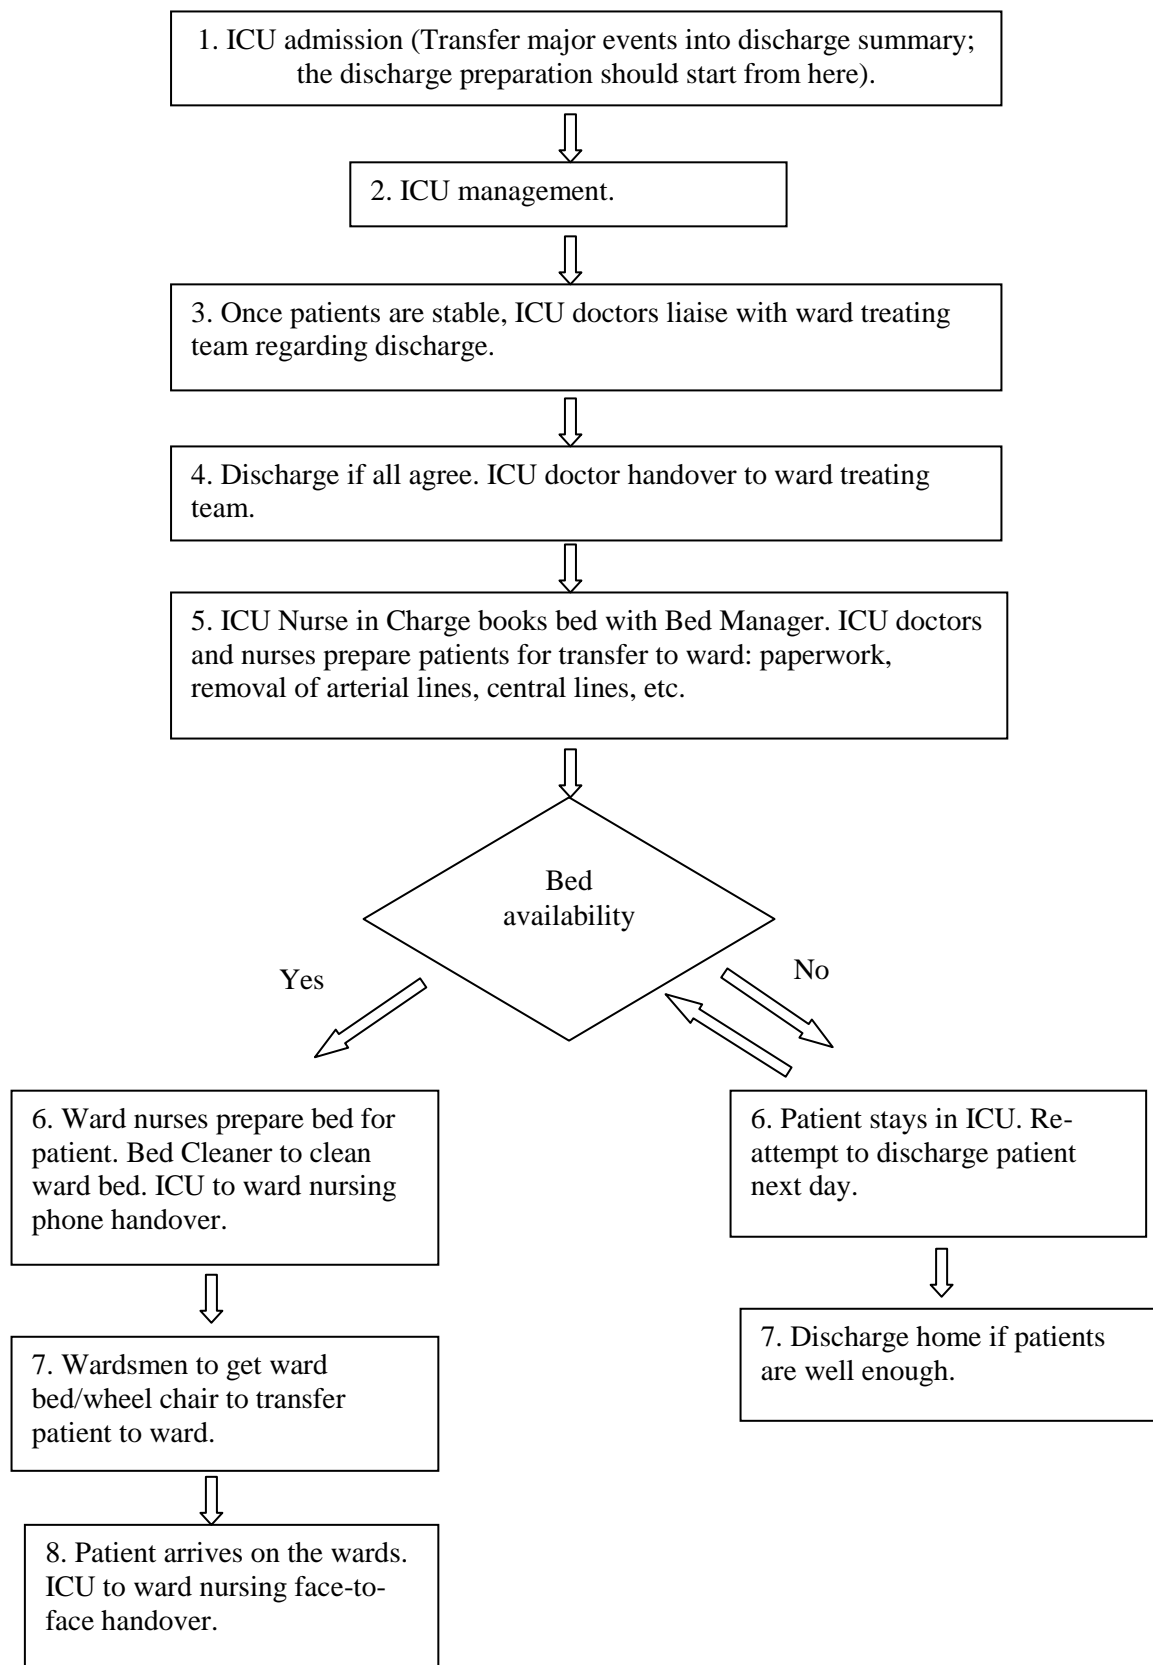 1. ICU admission (Transfer major events into discharge summary;
the discharge preparation should start from here).
2. ICU management.
3. Once patients are stable, ICU doctors liaise with ward treating
team regarding discharge.
4. Discharge if all agree. ICU doctor handover to ward treating
team.
5. ICU Nurse in Charge books bed with Bed Manager. ICU doctors
and nurses prepare patients for transfer to ward: paperwork,
removal of arterial lines, central lines, etc.
Bed
availability
Yes
No
6. Ward nurses prepare bed for
patient. Bed Cleaner to clean
ward bed. ICU to ward nursing
phone handover.
6. Patient stays in ICU. Re-
attempt to discharge patient
next day.
7. Wardsmen to get ward
bed/wheel chair to transfer
patient to ward.
7. Discharge home if patients
are well enough.
8. Patient arrives on the wards.
ICU to ward nursing face-to-
face handover.